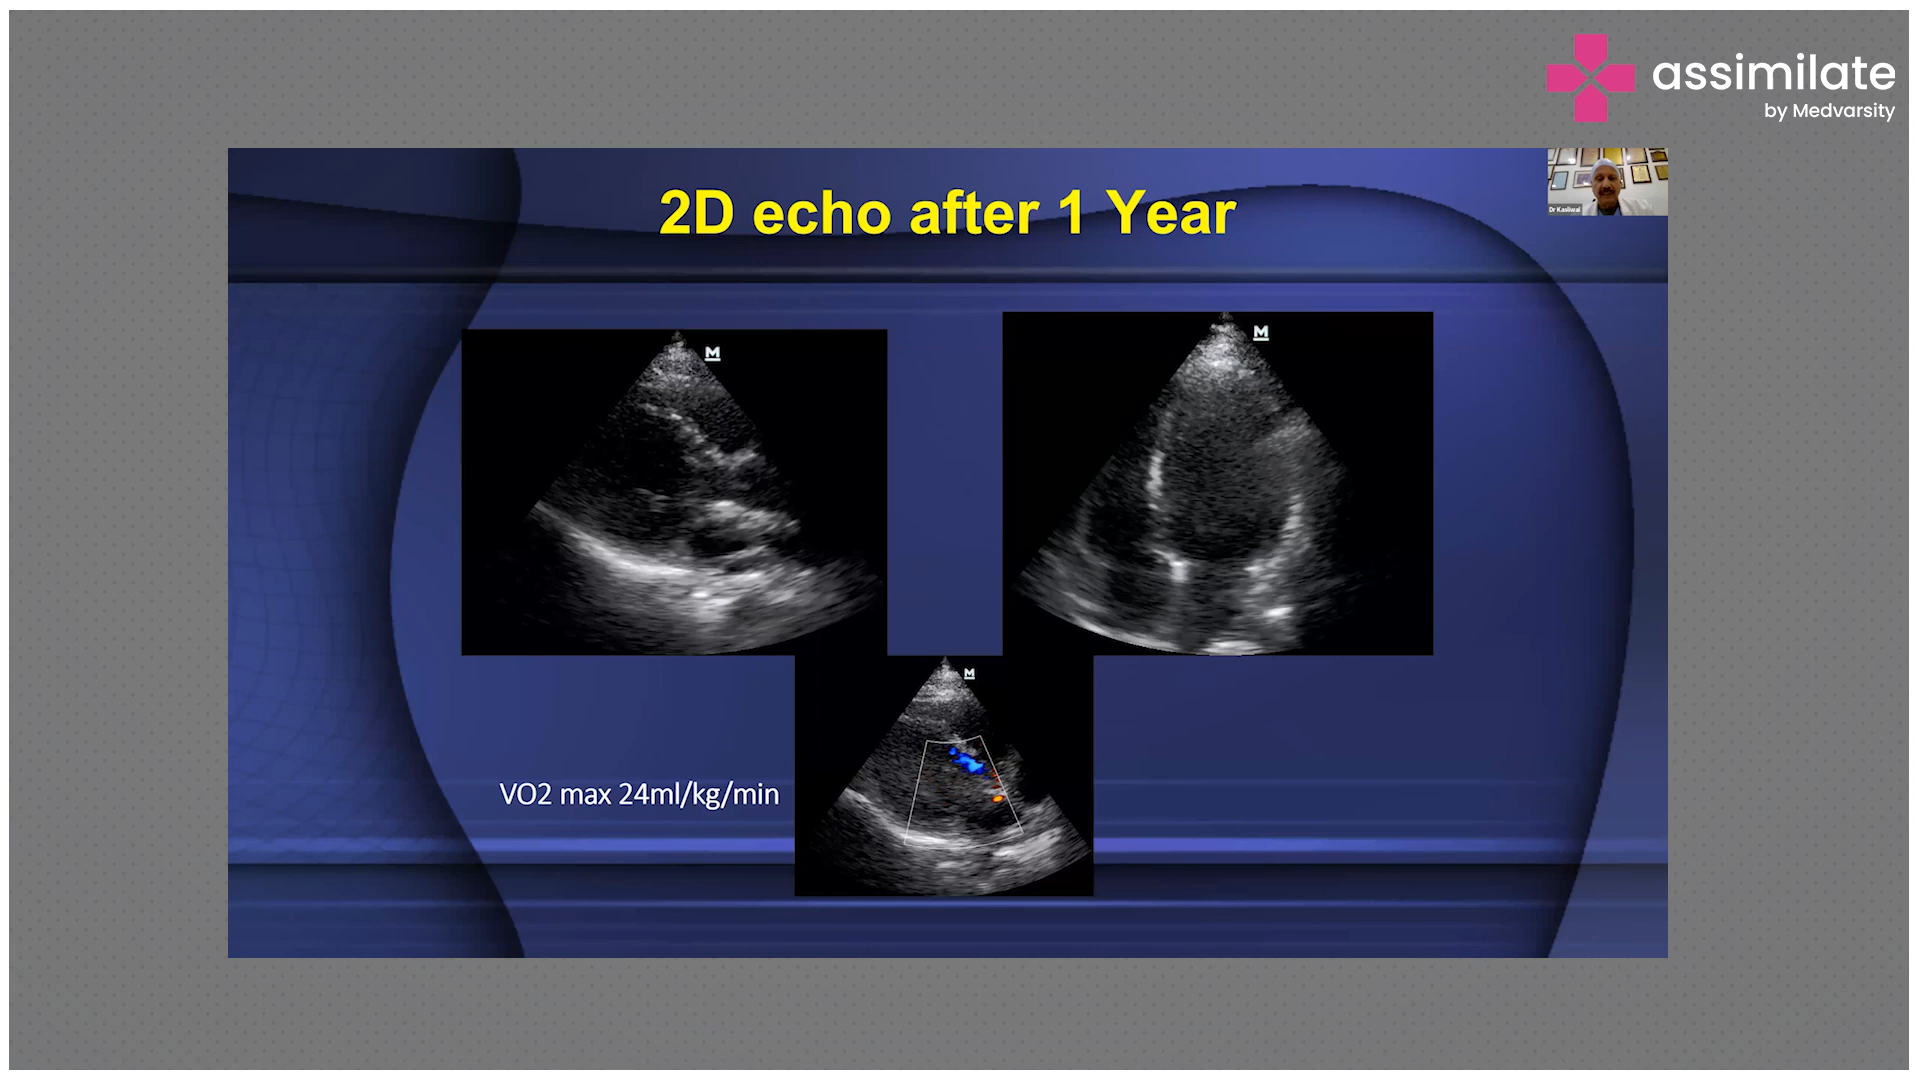 assimilate
by Medvarsity
2D echo after 1 Year
Dr Kasliwal
M
M
M
VO2 max 24ml/kg/min